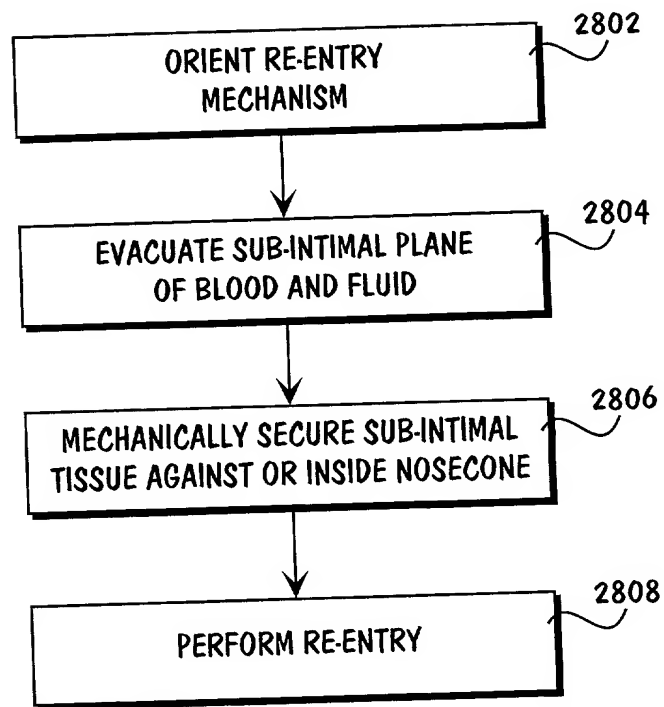 2802
ORIENT RE-ENTRY
MECHANISM
2804
EVACUATE SUB-INTIMAL PLANE
OF BLOOD AND FLUID
2806
MECHANICALLY SECURE SUB-INTIMAL
TISSUE AGAINST OR INSIDE NOSECONE
2808
PERFORM RE-ENTRY